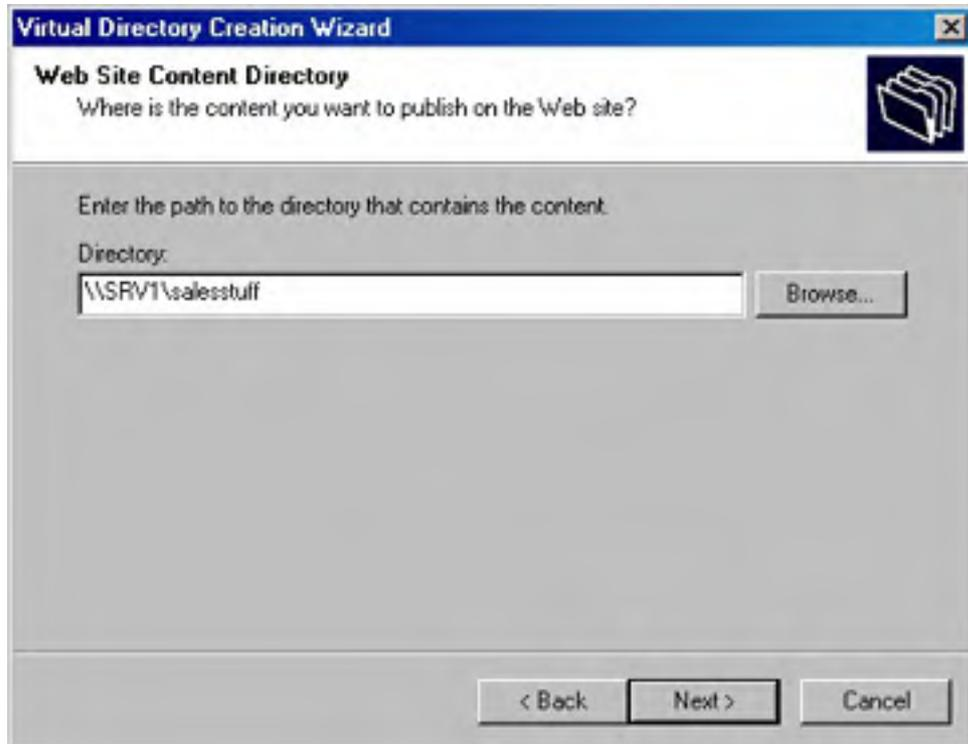 Virtual Directory Creation Wizard
Web Site Content Directory
Where is the content you want to publish on the Web site?
Enter the path to the directory that contains the content.
Directory:
\\SRV1\salesstuff
Browse...
< Back
Next >
Cancel